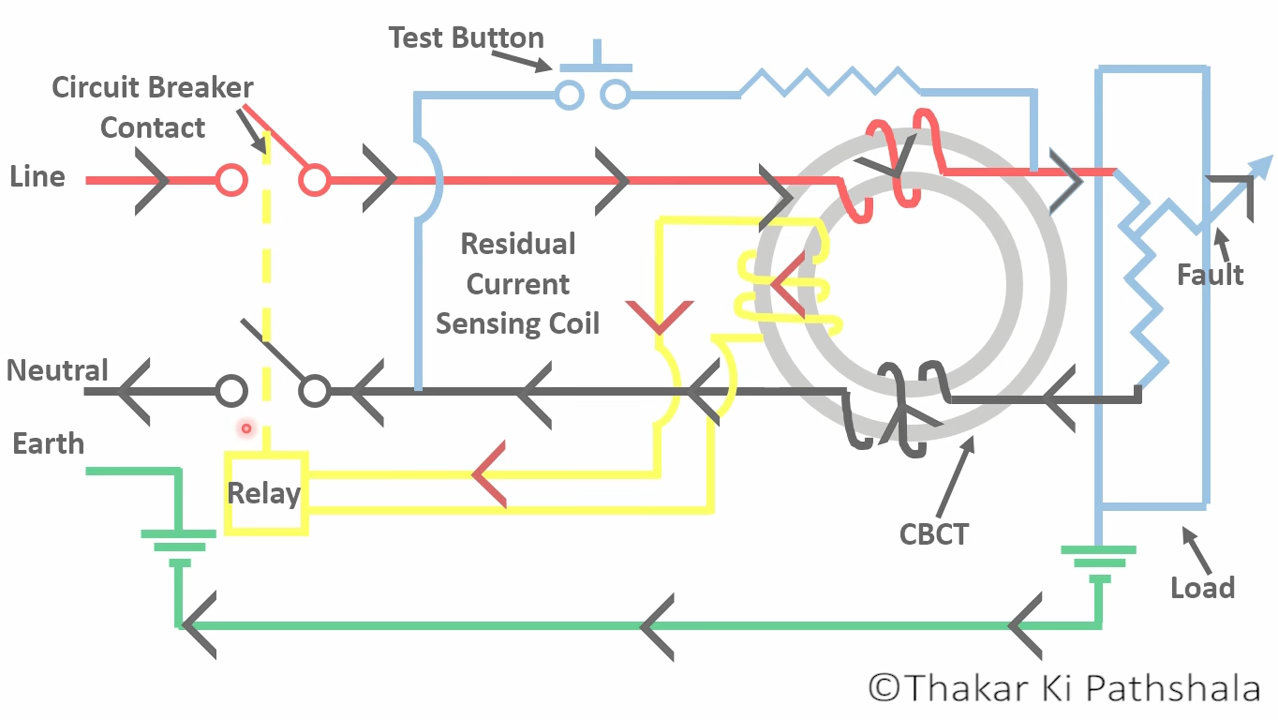 Test Button
Circuit Breaker
Contact
Line
Residual
Current
Sensing Coil
Fault
Neutral
Earth
Relay
CBCT
Load
©Thakar Ki Pathshala